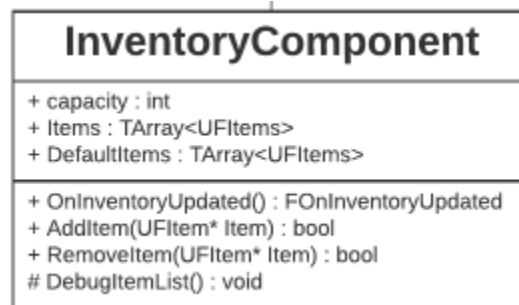 InventoryComponent
+ capacity : int
+ Items : TArray<UFItems>
+ DefaultItems : TArray<UFItems>
+ OnInventoryUpdated() : FOnInventoryUpdated
+ AddItem(UFItem* Item) : bool
+ RemoveItem(UFItem* Item) : bool
# DebugItemList() : void